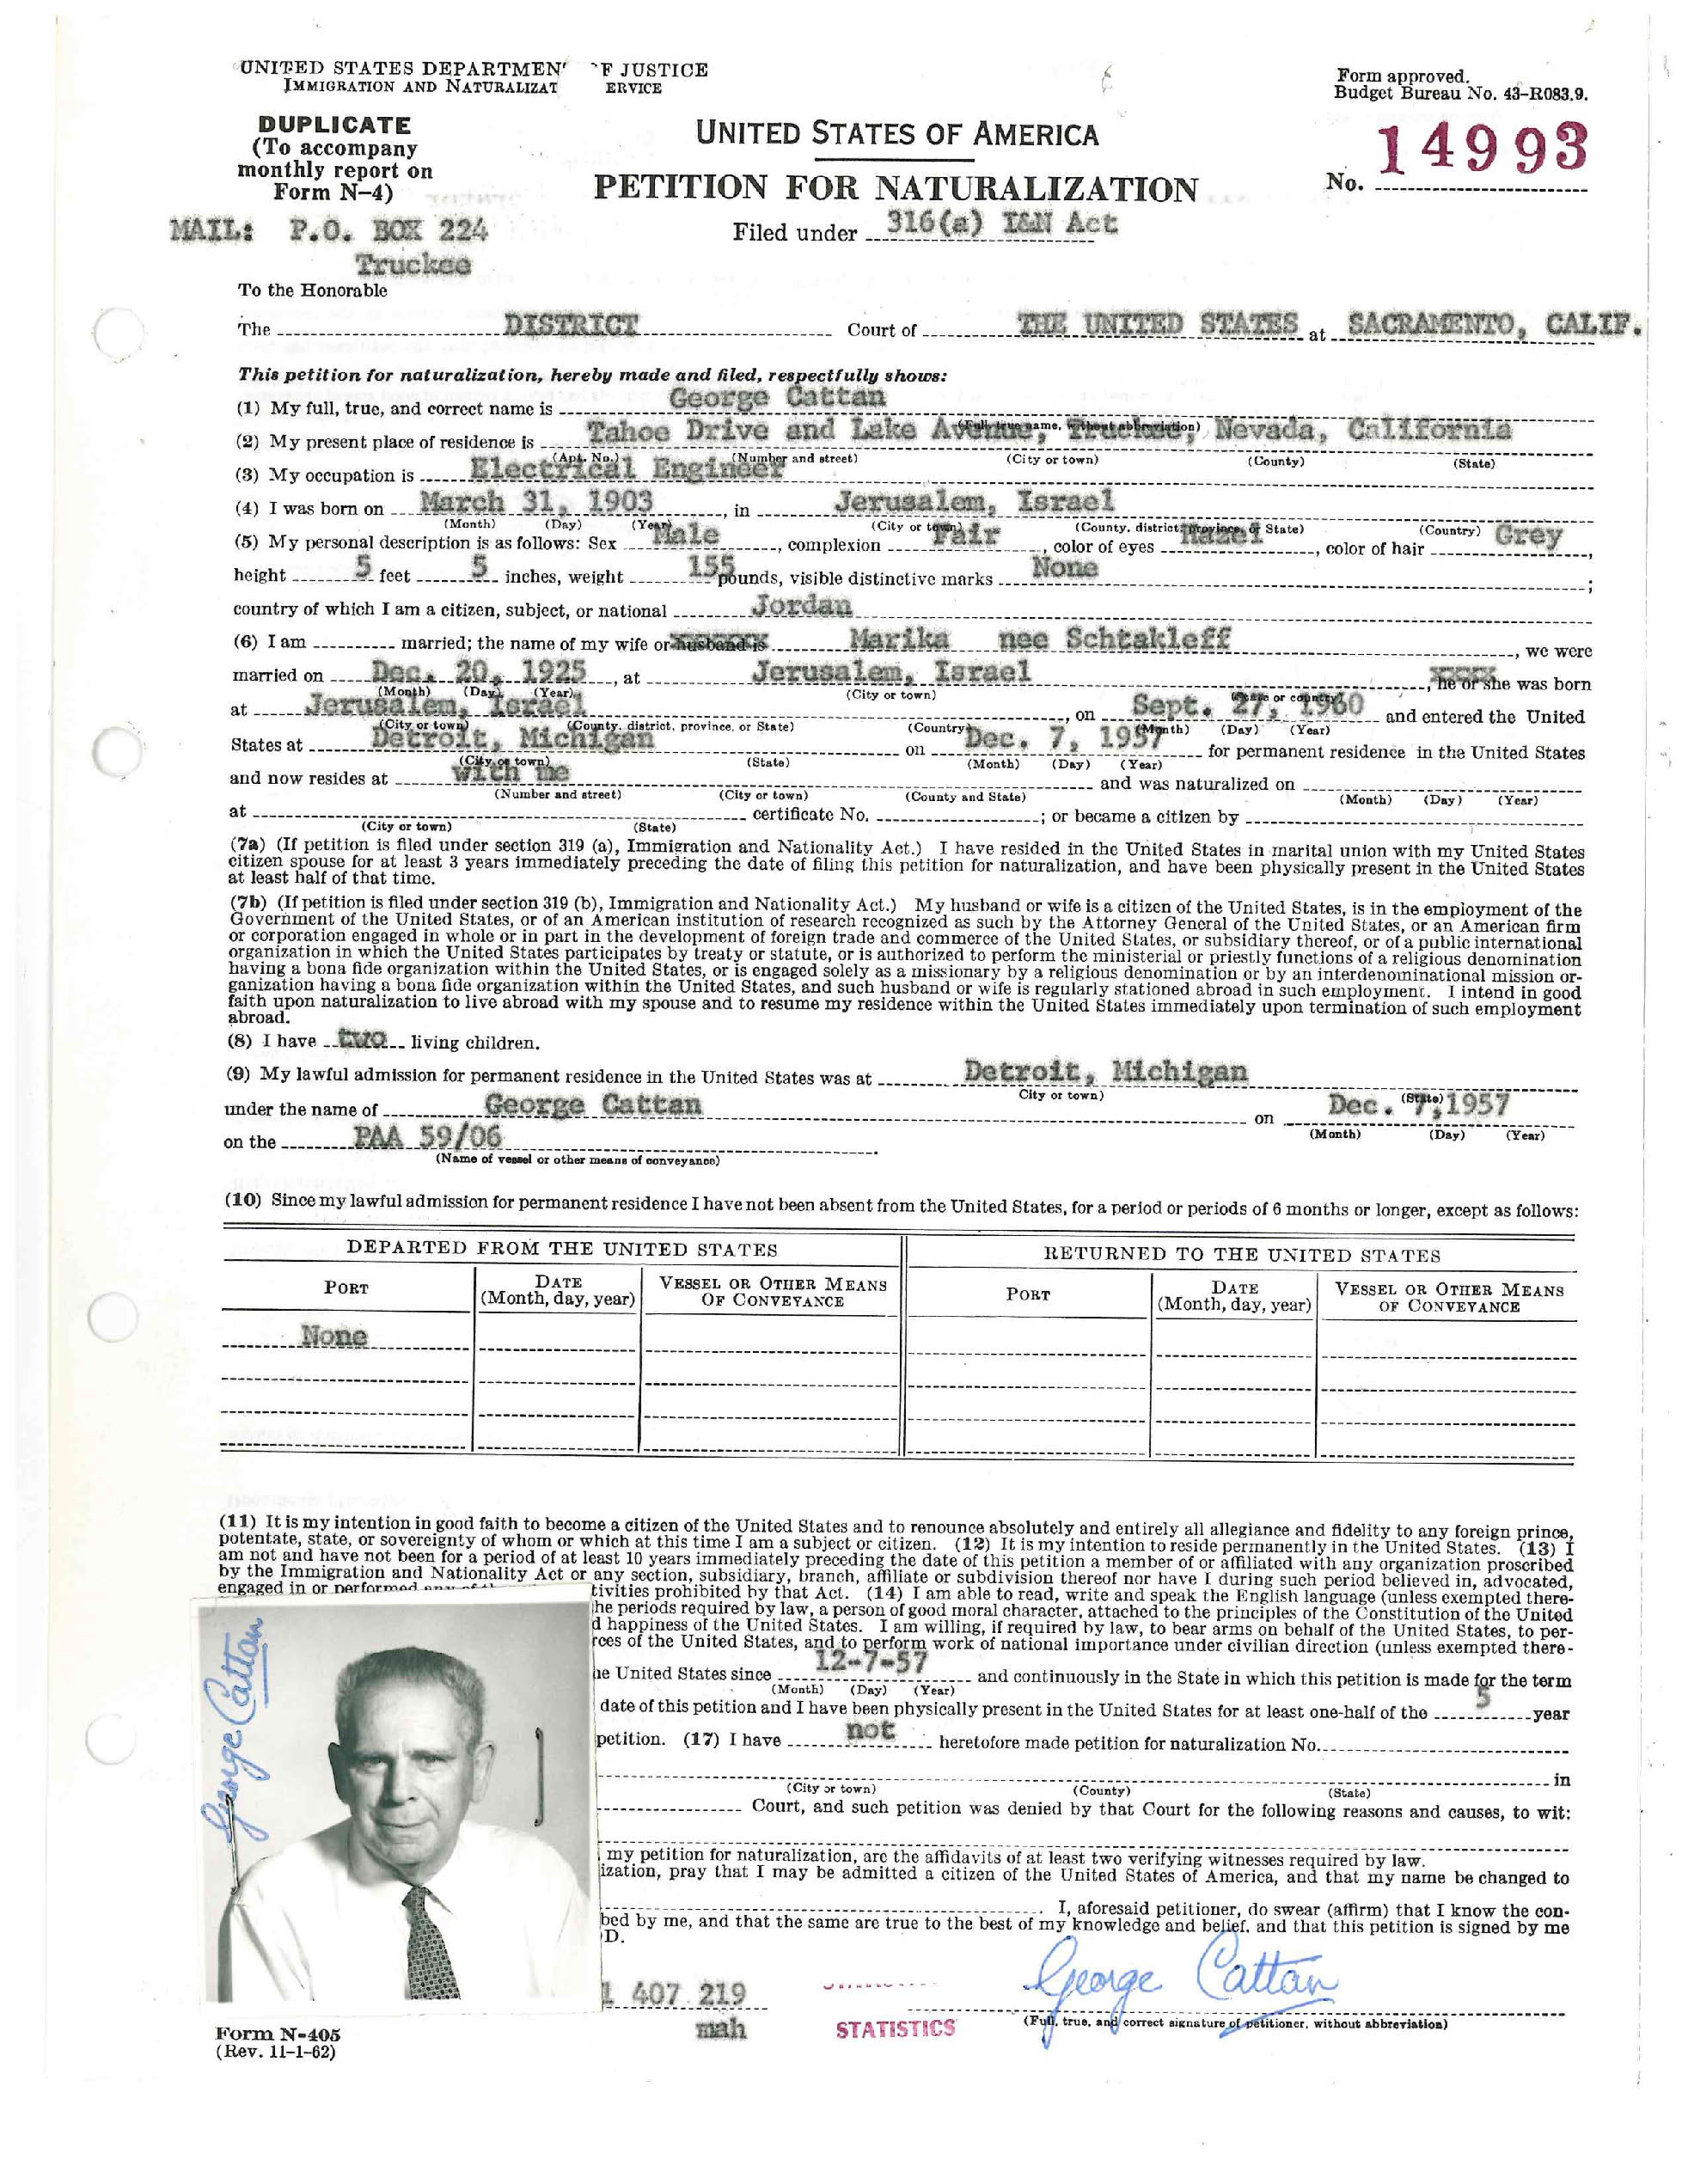 UNITED STATES DEPARTMEN F JUSTICE
IMMIGRATION AND NATURALIZAT ERVICE
Form approved.
Budget Bureau No. 43-R083.9.
DUPLICATE
(To accompany
monthly report on
Form N-4)
UNITED STATES OF AMERICA
PETITION FOR NATURALIZATION
No. 14993
MAIL: P.O. BOX 224
Truckee
Filed under 316(a) I&N Act
To the Honorable
The DISTRICT Court of THE UNITED STATES at SACRAMENTO, CALIF.
This petition for naturalization, hereby made and filed, respectfully shows:
(1) My full, true, and correct name is George Cattan
(Full, true name, without abbreviation)
(2) My present place of residence is Tahoe Drive and Lake Avenue, Truckee, Nevada, California
(Apt. No.) (Number and street) (City or town) (County) (State)
(3) My occupation is Electrical Engineer
(4) I was born on March 31, 1903, in Jerusalem, Israel
(Month) (Day) (Year) (City or town) (County, district, province, or State) (Country)
(5) My personal description is as follows: Sex Male, complexion Fair, color of eyes Hazel, color of hair Grey,
height 5 feet 5 inches, weight 155 pounds, visible distinctive marks None;
country of which I am a citizen, subject, or national Jordan
(6) I am married; the name of my wife or husband is Marika nee Schtakleff, we were
married on Dec. 20, 1925, at Jerusalem, Israel, he or she was born
(Month) (Day) (Year) (City or town) (State or country)
at Jerusalem, Israel, on Sept. 27, and entered the United
(City or town) (County, district, province, or State) (Country) (Month) (Day) (Year)
States at Detroit, Michigan on Dec. 7, 1957 for permanent residence in the United States
(City or town) (State) (Month) (Day) (Year)
and now resides at with me and was naturalized on
(Number and street) (City or town) (County and State) (Month) (Day) (Year)
at certificate No. ; or became a citizen by
(City or town) (State)
(7a) (If petition is filed under section 319 (a), Immigration and Nationality Act.) I have resided in the United States in marital union with my United States
citizen spouse for at least 3 years immediately preceding the date of filing this petition for naturalization, and have been physically present in the United States
at least half of that time.
(7b) (If petition is filed under section 319 (b), Immigration and Nationality Act.) My husband or wife is a citizen of the United States, is in the employment of the
Government of the United States, or of an American institution of research recognized as such by the Attorney General of the United States, or an American firm
or corporation engaged in whole or in part in the development of foreign trade and commerce of the United States, or subsidiary thereof, or of a public international
organization in which the United States participates by treaty or statute, or is authorized to perform the ministerial or priestly functions of a religious denomination
having a bona fide organization within the United States, or is engaged solely as a missionary by a religious denomination or by an interdenominational mission or-
ganization having a bona fide organization within the United States, and such husband or wife is regularly stationed abroad in such employment. I intend in good
faith upon naturalization to live abroad with my spouse and to resume my residence within the United States immediately upon termination of such employment
abroad.
(8) I have two living children.
(9) My lawful admission for permanent residence in the United States was at Detroit, Michigan
City or town) (State)
under the name of George Cattan on Dec. 7, 1957
(Month) (Day) (Year)
on the PAA 59/06
(Name of vessel or other means of conveyance)
(10) Since my lawful admission for permanent residence I have not been absent from the United States, for a period or periods of 6 months or longer, except as follows:
DEPARTED FROM THE UNITED STATES RETURNED TO THE UNITED STATES
PORT DATE (Month, day, year) VESSEL OR OTHER MEANS OF CONVEYANCE PORT DATE (Month, day, year) VESSEL OR OTHER MEANS OF CONVEYANCE
None
(11) It is my intention in good faith to become a citizen of the United States and to renounce absolutely and entirely all allegiance and fidelity to any foreign prince,
potentate, state, or sovereignty of whom or which at this time I am a subject or citizen. (12) It is my intention to reside permanently in the United States. (13) I
am not and have not been for a period of at least 10 years immediately preceding the date of this petition a member of or affiliated with any organization proscribed
by the Immigration and Nationality Act or any section, subsidiary, branch, affiliate or subdivision thereof nor have I during such period believed in, advocated,
engaged in or performed any of tivities prohibited by that Act. (14) I am able to read, write and speak the English language (unless exempted there-
he periods required by law, a person of good moral character, attached to the principles of the Constitution of the United
d happiness of the United States. I am willing, if required by law, to bear arms on behalf of the United States, to per-
rces of the United States, and to perform work of national importance under civilian direction (unless exempted there-
he United States since 12-7-57 and continuously in the State in which this petition is made for the term
(Month) (Day) (Year)
date of this petition and I have been physically present in the United States for at least one-half of the 5 year
petition. (17) I have not heretofore made petition for naturalization No.
in
(City or town) (County) (State)
Court, and such petition was denied by that Court for the following reasons and causes, to wit:
my petition for naturalization, are the affidavits of at least two verifying witnesses required by law.
ization, pray that I may be admitted a citizen of the United States of America, and that my name be changed to
I, aforesaid petitioner, do swear (affirm) that I know the con-
bed by me, and that the same are true to the best of my knowledge and belief, and that this petition is signed by me
D.
George Cattan
George Cattan
1 407 219
mah
STATISTICS
(Full, true, and correct signature of petitioner, without abbreviation)
Form N-405
(Rev. 11-1-62)